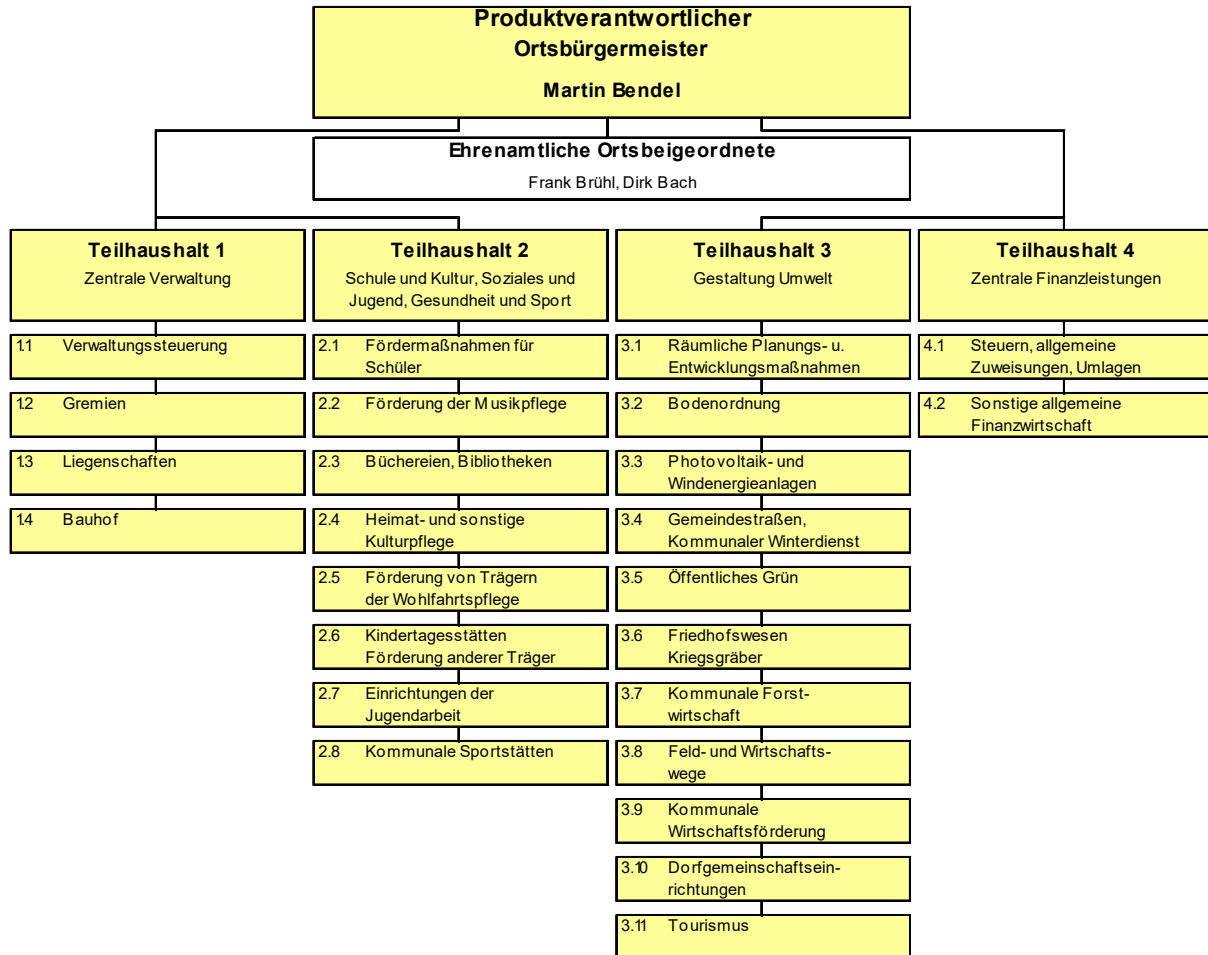 Produktverantwortlicher
Ortsbürgermeister
Martin Bendel
Ehrenamtliche Ortsbeigeordnete
Frank Brühl, Dirk Bach
Teilhaushalt 1
Zentrale Verwaltung
1.1 Verwaltungssteuerung
1.2 Gremien
1.3 Liegenschaften
1.4 Bauhof
Teilhaushalt 2
Schule und Kultur, Soziales und
Jugend, Gesundheit und Sport
2.1 Fördermaßnahmen für
Schüler
2.2 Förderung der Musikpflege
2.3 Büchereien, Bibliotheken
2.4 Heimat- und sonstige
Kulturpflege
2.5 Förderung von Trägern
der Wohlfahrtspflege
2.6 Kindertagesstätten
Förderung anderer Träger
2.7 Einrichtungen der
Jugendarbeit
2.8 Kommunale Sportstätten
Teilhaushalt 3
Gestaltung Umwelt
3.1 Räumliche Planungs- u.
Entwicklungsmaßnahmen
3.2 Bodenordnung
3.3 Photovoltaik- und
Windenergieanlagen
3.4 Gemeindestraßen,
Kommunaler Winterdienst
3.5 Öffentliches Grün
3.6 Friedhofswesen
Kriegsgräber
3.7 Kommunale Forst-
wirtschaft
3.8 Feld- und Wirtschafts-
wege
3.9 Kommunale
Wirtschaftsförderung
3.10 Dorfgemeinschaftsein-
richtungen
3.11 Tourismus
Teilhaushalt 4
Zentrale Finanzleistungen
4.1 Steuern, allgemeine
Zuweisungen, Umlagen
4.2 Sonstige allgemeine
Finanzwirtschaft